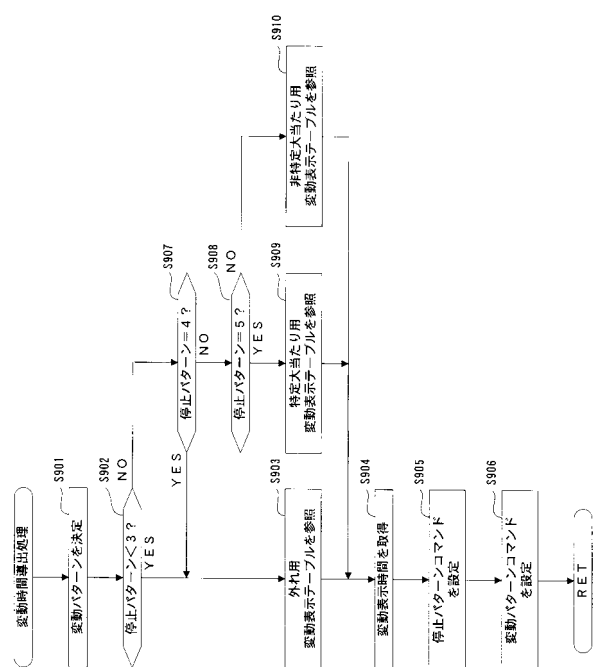 変動時間導出処理
S901
変動パターンを決定
S902
停止パターン<3?
NO
YES
S907
停止パターン=4?
YES
NO
S908
停止パターン=5?
NO
YES
S903
外れ用
変動表示テーブルを参照
S909
特定大当たり用
変動表示テーブルを参照
S910
非特定大当たり用
変動表示テーブルを参照
S904
変動表示時間を取得
S905
停止パターンコマンド
を設定
S906
変動パターンコマンド
を設定
RET